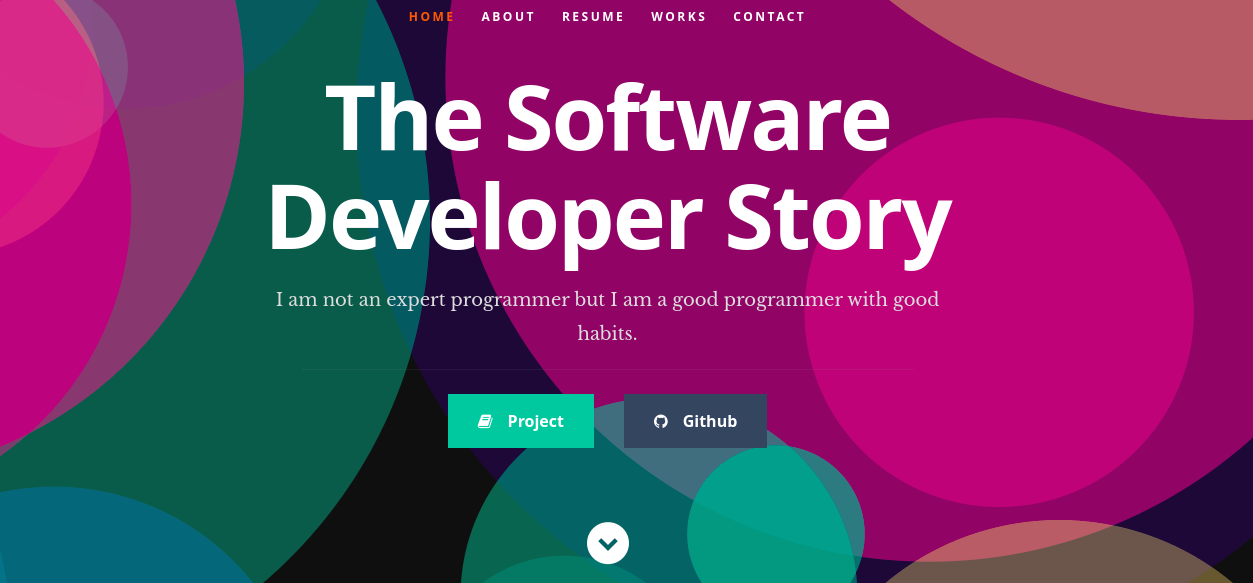 HOME ABOUT RESUME WORKS CONTACT
The Software
Developer Story
I am not an expert programmer but I am a good programmer with good
habits.
Project Github